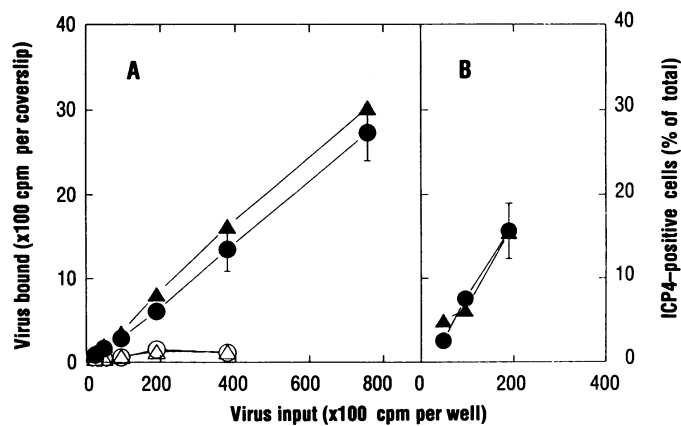 A
B
Virus bound (x100 cpm per coverslip)
40
30
20
10
0
ICP4-positive cells (% of total)
40
30
20
10
0
0 200 400 600 800
0 200 400
Virus input (x100 cpm per well)